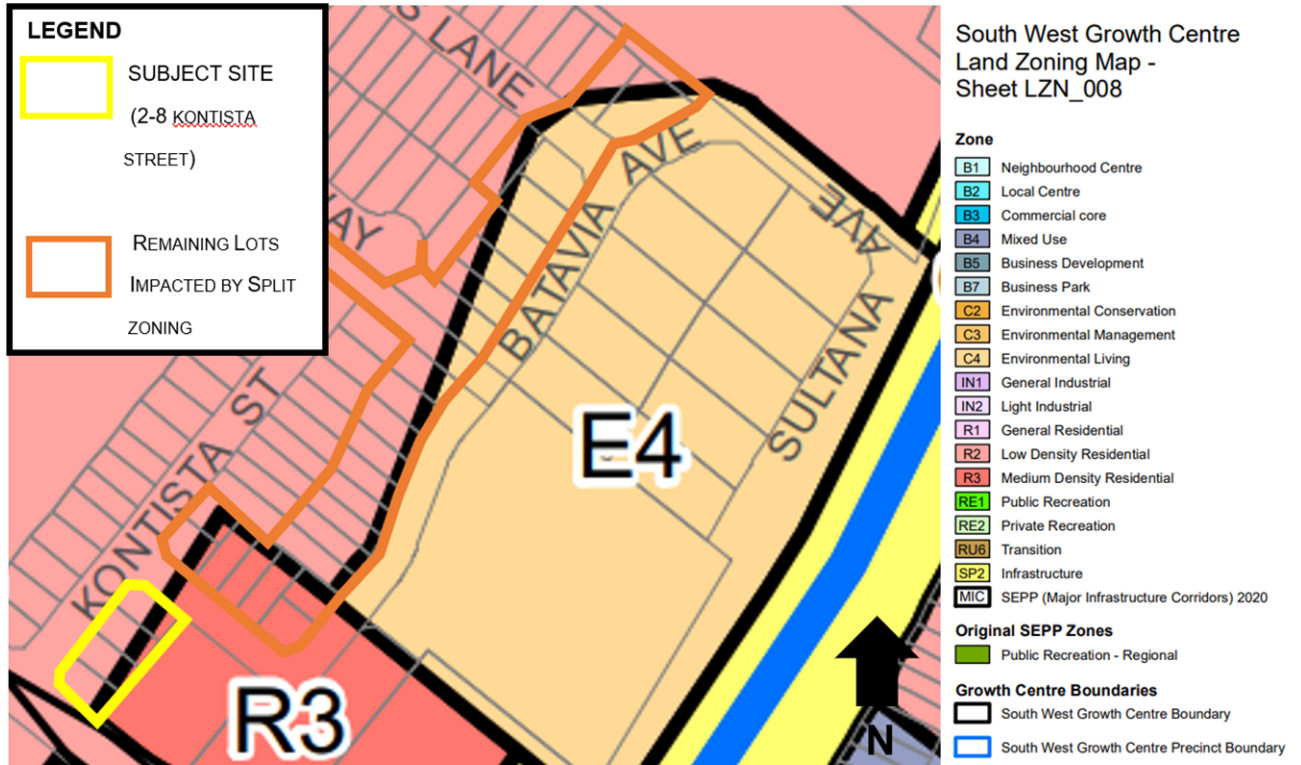 LEGEND
SUBJECT SITE
(2-8 KONTISTA
STREET)
REMAINING LOTS
IMPACTED BY SPLIT
ZONING
S LANE
WAY
BATAVIA AVE
SULTANA AVE
KONTISTA ST
E4
R3
N
South West Growth Centre
Land Zoning Map -
Sheet LZN_008
Zone
B1 Neighbourhood Centre
B2 Local Centre
B3 Commercial core
B4 Mixed Use
B5 Business Development
B7 Business Park
C2 Environmental Conservation
C3 Environmental Management
C4 Environmental Living
IN1 General Industrial
IN2 Light Industrial
R1 General Residential
R2 Low Density Residential
R3 Medium Density Residential
RE1 Public Recreation
RE2 Private Recreation
RU6 Transition
SP2 Infrastructure
MIC SEPP (Major Infrastructure Corridors) 2020
Original SEPP Zones
Public Recreation - Regional
Growth Centre Boundaries
South West Growth Centre Boundary
South West Growth Centre Precinct Boundary